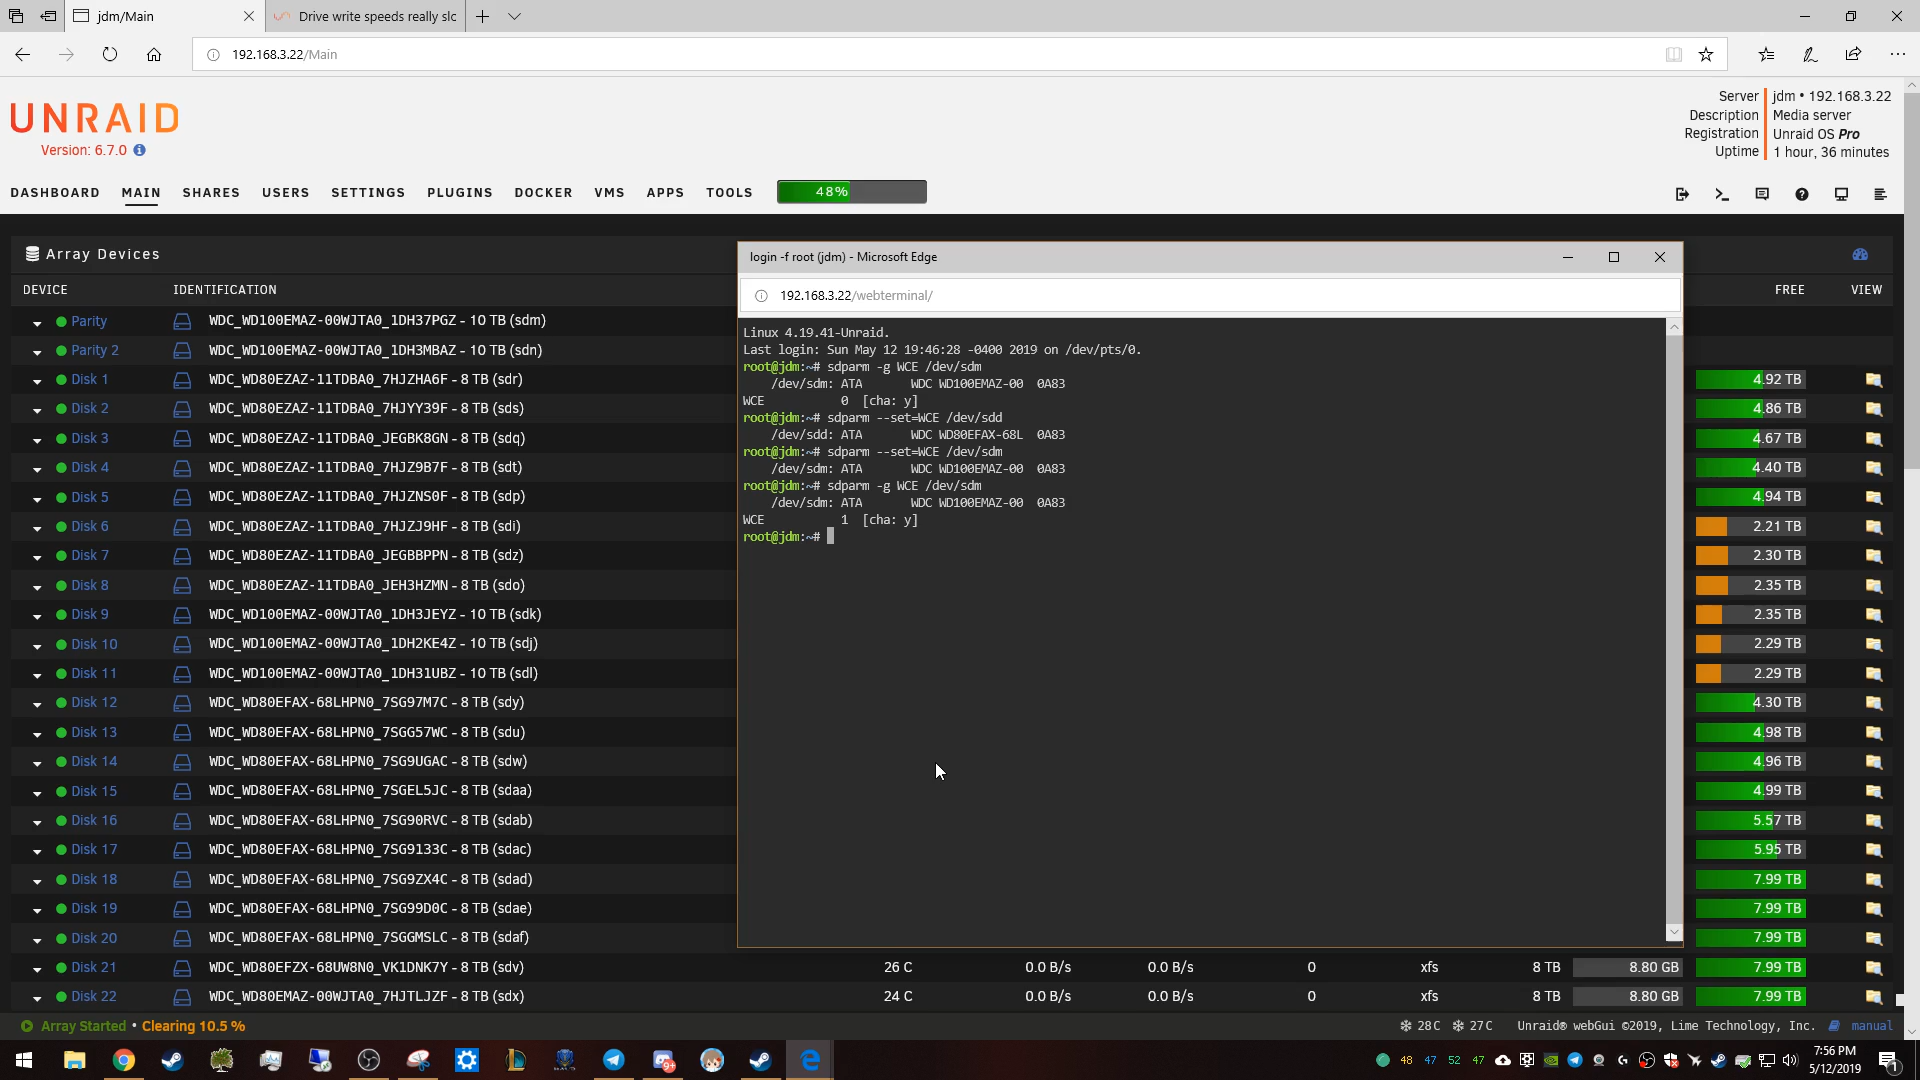 jdm/Main
Drive write speeds really slo
192.168.3.22/Main
UNRAID
Version: 6.7.0
Server jdm • 192.168.3.22
Description Media server
Registration Unraid OS Pro
Uptime 1 hour, 36 minutes
DASHBOARD MAIN SHARES USERS SETTINGS PLUGINS DOCKER VMS APPS TOOLS 48%
Array Devices
DEVICE IDENTIFICATION FREE VIEW
Parity WDC_WD100EMAZ-00WJTA0_1DH37PGZ - 10 TB (sdm)
Parity 2 WDC_WD100EMAZ-00WJTA0_1DH3MBAZ - 10 TB (sdn)
Disk 1 WDC_WD80EZAZ-11TDBA0_7HJZHA6F - 8 TB (sdr) 4.92 TB
Disk 2 WDC_WD80EZAZ-11TDBA0_7HJYY39F - 8 TB (sds) 4.86 TB
Disk 3 WDC_WD80EZAZ-11TDBA0_JEGBK8GN - 8 TB (sdq) 4.67 TB
Disk 4 WDC_WD80EZAZ-11TDBA0_7HJZ9B7F - 8 TB (sdt) 4.40 TB
Disk 5 WDC_WD80EZAZ-11TDBA0_7HJZNS0F - 8 TB (sdp) 4.94 TB
Disk 6 WDC_WD80EZAZ-11TDBA0_7HJZJ9HF - 8 TB (sdi) 2.21 TB
Disk 7 WDC_WD80EZAZ-11TDBA0_JEGBBPPN - 8 TB (sdz) 2.30 TB
Disk 8 WDC_WD80EZAZ-11TDBA0_JEH3HZMN - 8 TB (sdo) 2.35 TB
Disk 9 WDC_WD100EMAZ-00WJTA0_1DH3JEYZ - 10 TB (sdk) 2.35 TB
Disk 10 WDC_WD100EMAZ-00WJTA0_1DH2KE4Z - 10 TB (sdj) 2.29 TB
Disk 11 WDC_WD100EMAZ-00WJTA0_1DH31UBZ - 10 TB (sdl) 2.29 TB
Disk 12 WDC_WD80EFAX-68LHPN0_7SG97M7C - 8 TB (sdy) 4.30 TB
Disk 13 WDC_WD80EFAX-68LHPN0_7SGG57WC - 8 TB (sdu) 4.98 TB
Disk 14 WDC_WD80EFAX-68LHPN0_7SG9UGAC - 8 TB (sdw) 4.96 TB
Disk 15 WDC_WD80EFAX-68LHPN0_7SGEL5JC - 8 TB (sdaa) 4.99 TB
Disk 16 WDC_WD80EFAX-68LHPN0_7SG90RVC - 8 TB (sdab) 5.57 TB
Disk 17 WDC_WD80EFAX-68LHPN0_7SG9133C - 8 TB (sdac) 5.95 TB
Disk 18 WDC_WD80EFAX-68LHPN0_7SG9ZX4C - 8 TB (sdad) 7.99 TB
Disk 19 WDC_WD80EFAX-68LHPN0_7SG99D0C - 8 TB (sdae) 7.99 TB
Disk 20 WDC_WD80EFAX-68LHPN0_7SGGMSLC - 8 TB (sdaf) 7.99 TB
Disk 21 WDC_WD80EFZX-68UW8N0_VK1DNK7Y - 8 TB (sdv) 26 C 0.0 B/s 0.0 B/s 0 xfs 8 TB 8.80 GB 7.99 TB
Disk 22 WDC_WD80EMAZ-00WJTA0_7HJTLJZF - 8 TB (sdx) 24 C 0.0 B/s 0.0 B/s 0 xfs 8 TB 8.80 GB 7.99 TB
login -f root (jdm) - Microsoft Edge
192.168.3.22/webterminal/
Linux 4.19.41-Unraid.
Last login: Sun May 12 19:46:28 -0400 2019 on /dev/pts/0.
root@jdm:~# sdparm -g WCE /dev/sdm
/dev/sdm: ATA WDC WD100EMAZ-00 0A83
WCE 0 [cha: y]
root@jdm:~# sdparm --set=WCE /dev/sdd
/dev/sdd: ATA WDC WD80EFAX-68L 0A83
root@jdm:~# sdparm --set=WCE /dev/sdm
/dev/sdm: ATA WDC WD100EMAZ-00 0A83
root@jdm:~# sdparm -g WCE /dev/sdm
/dev/sdm: ATA WDC WD100EMAZ-00 0A83
WCE 1 [cha: y]
root@jdm:~#
Array Started • Clearing 10.5 %
28 C 27 C Unraid® webGui ©2019, Lime Technology, Inc. manual
9+
48 47 52 47
7:56 PM
5/12/2019
1